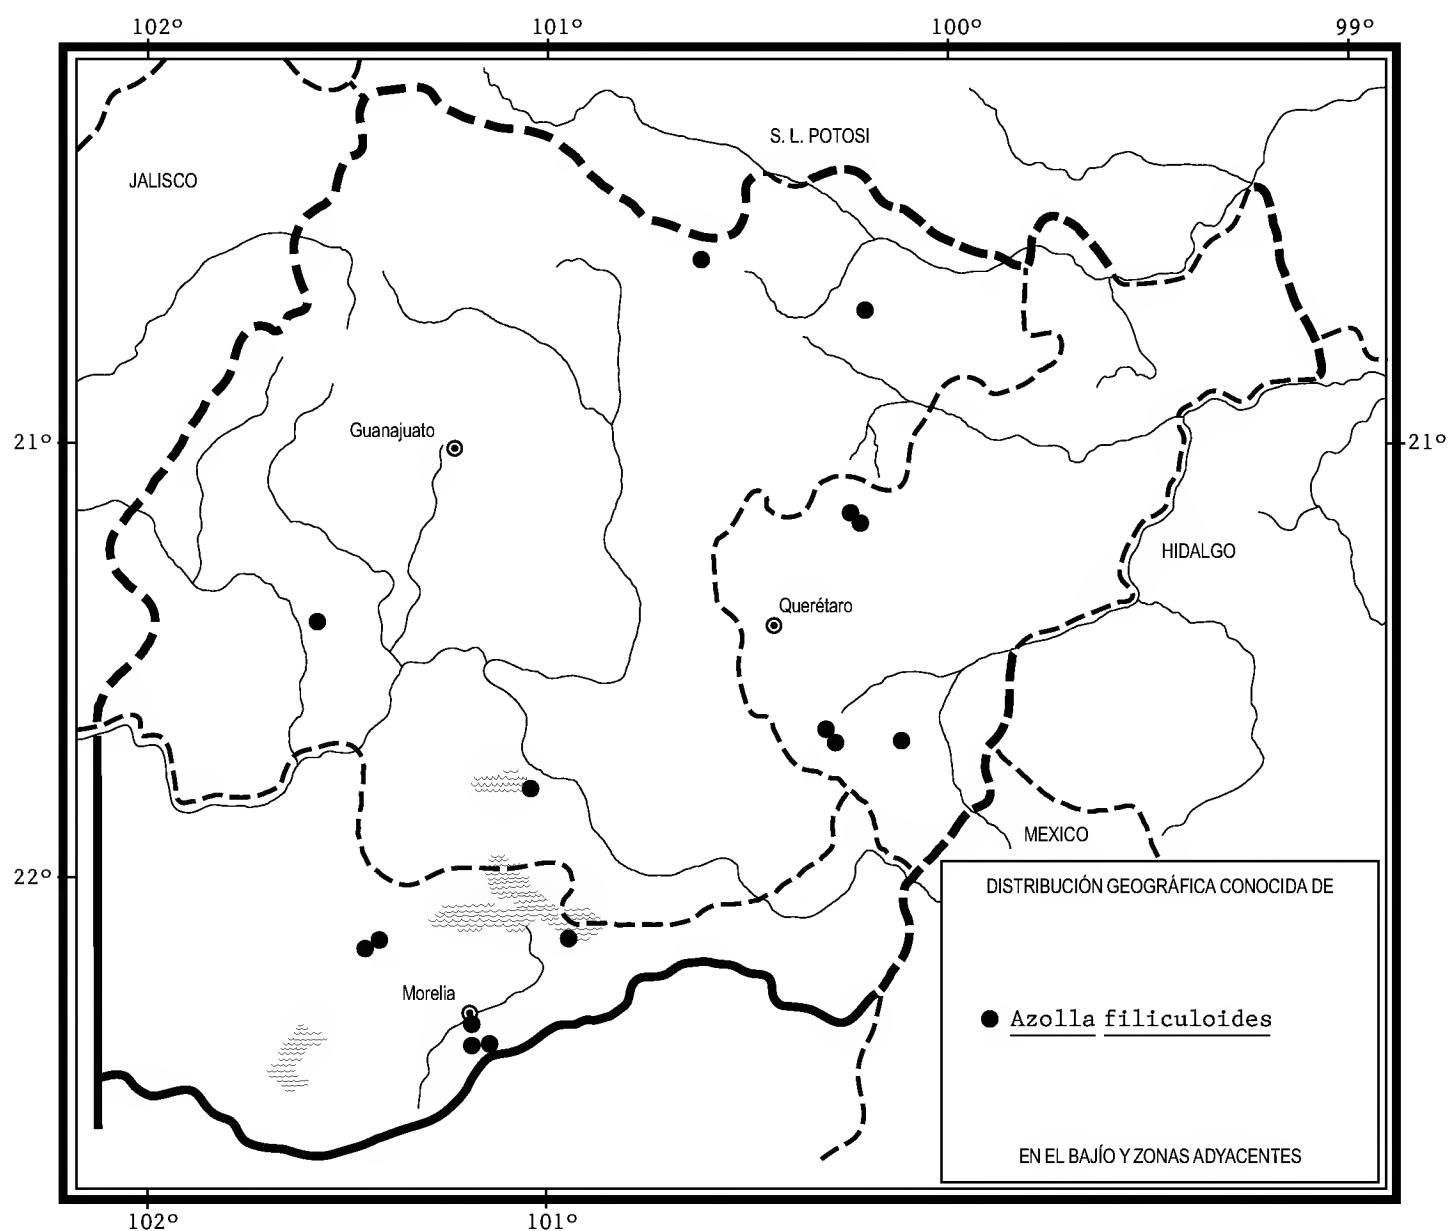 102º 101º 100º 99º
S. L. POTOSI
JALISCO
Guanajuato
21º 21º
HIDALGO
Querétaro
MEXICO
22º
DISTRIBUCIÓN GEOGRÁFICA CONOCIDA DE
Morelia
Azolla filiculoides
EN EL BAJÍO Y ZONAS ADYACENTES
102º 101º